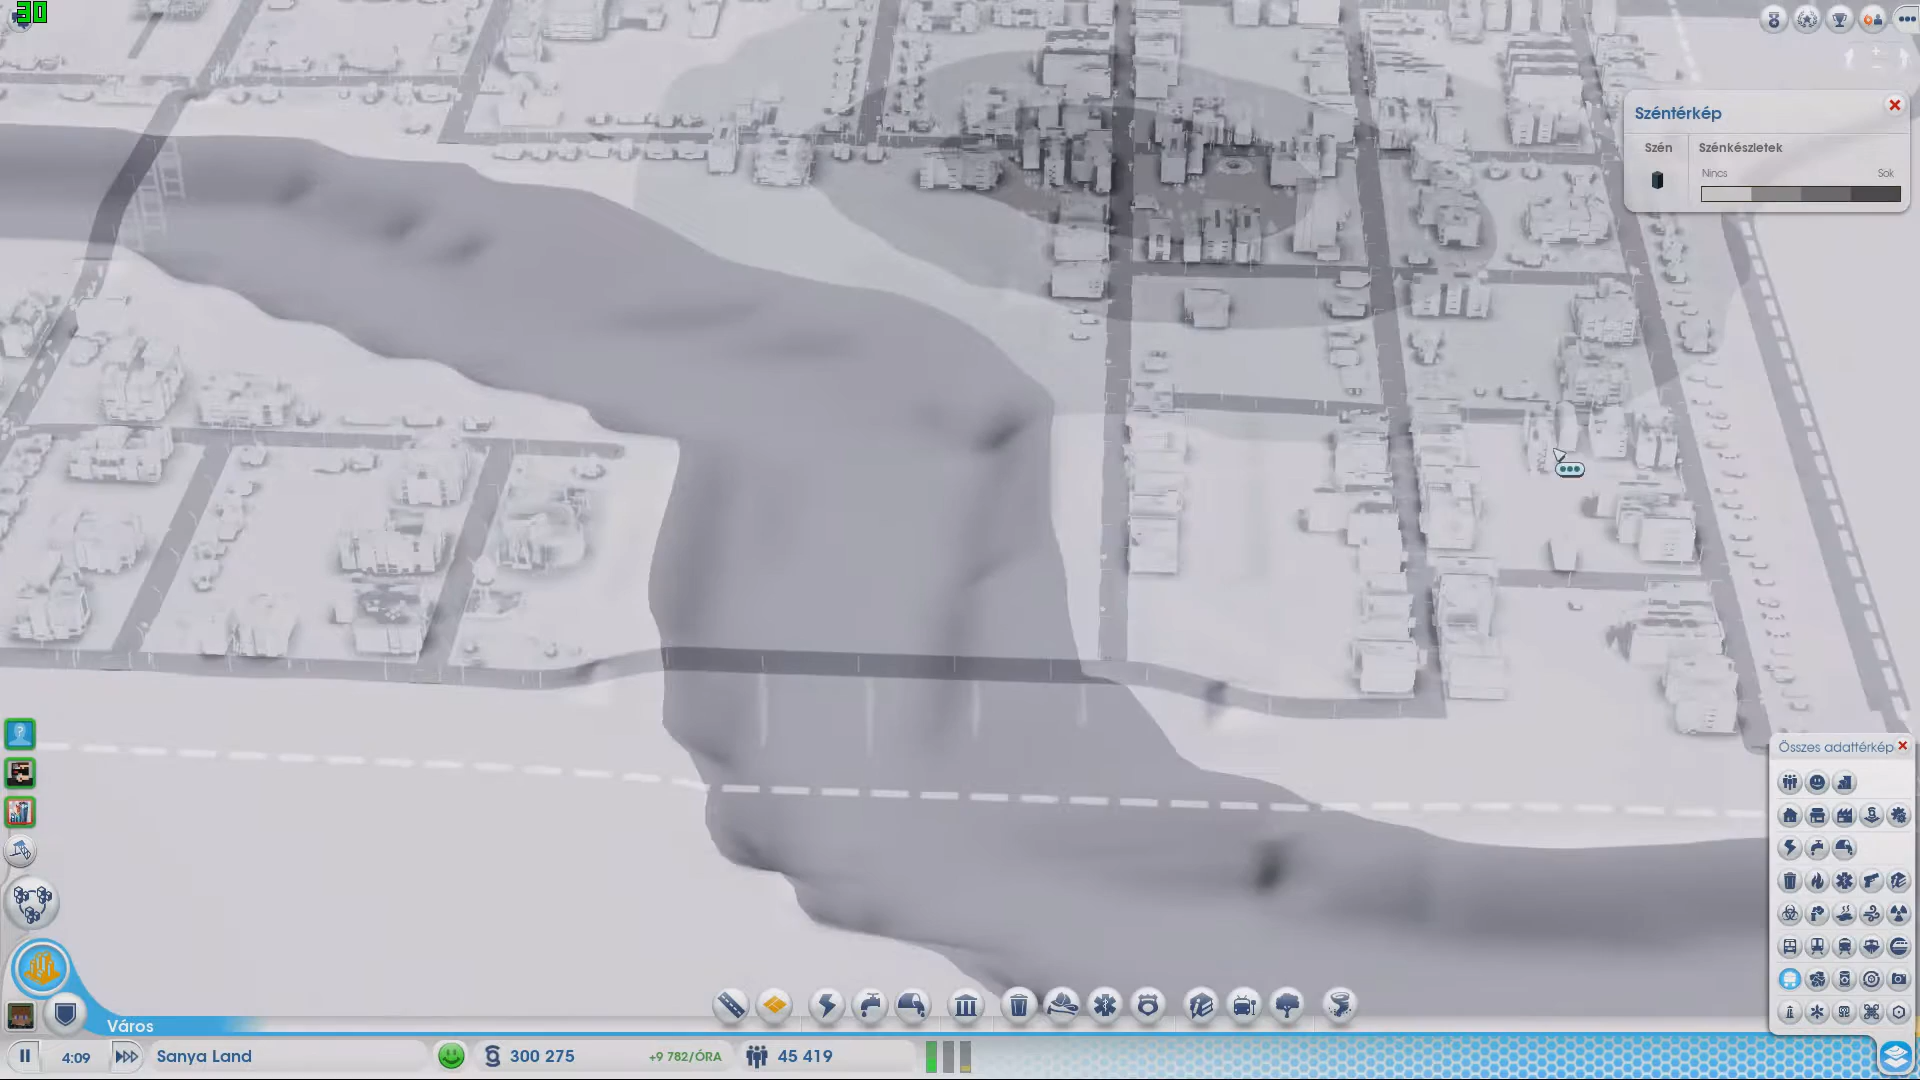 30
Széntérkép
Szén
Szénkészletek
Nincs
Sok
Összes adattérkép
Város
4:09
Sanya Land
300 275
+9 782/ÓRA
45 419